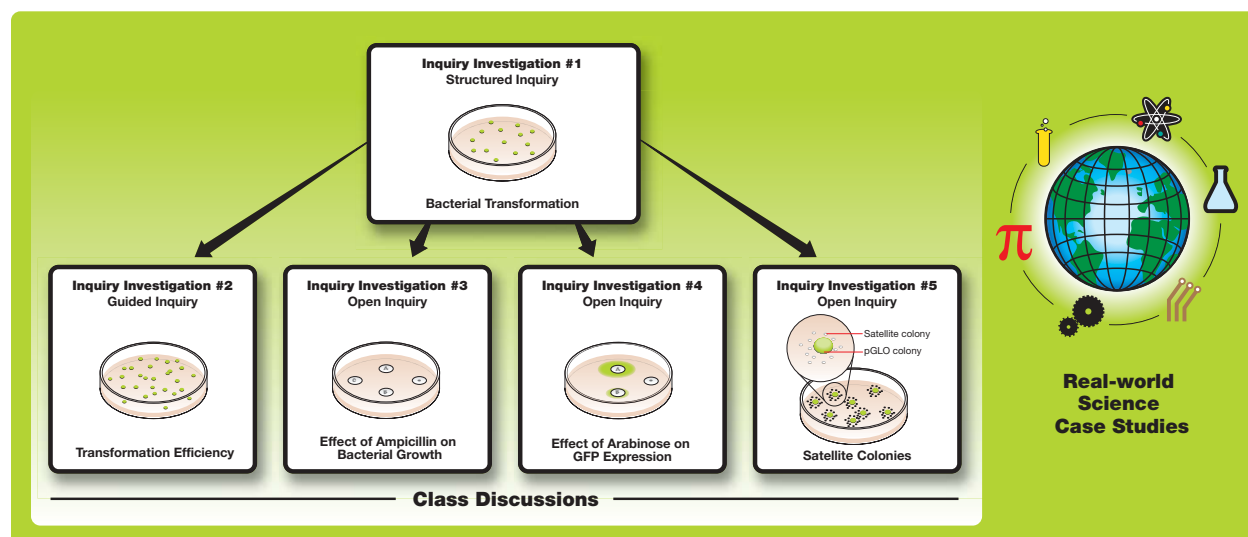 Inquiry Investigation #1
Structured Inquiry
Bacterial Transformation
Inquiry Investigation #2
Guided Inquiry
Transformation Efficiency
Inquiry Investigation #3
Open Inquiry
A
Effect of Ampicillin on
Bacterial Growth
Inquiry Investigation #4
Open Inquiry
A
Effect of Arabinose on
GFP Expression
Inquiry Investigation #5
Open Inquiry
Satellite colony
pGLO colony
Satellite Colonies
Class Discussions
π
Real-world
Science
Case Studies